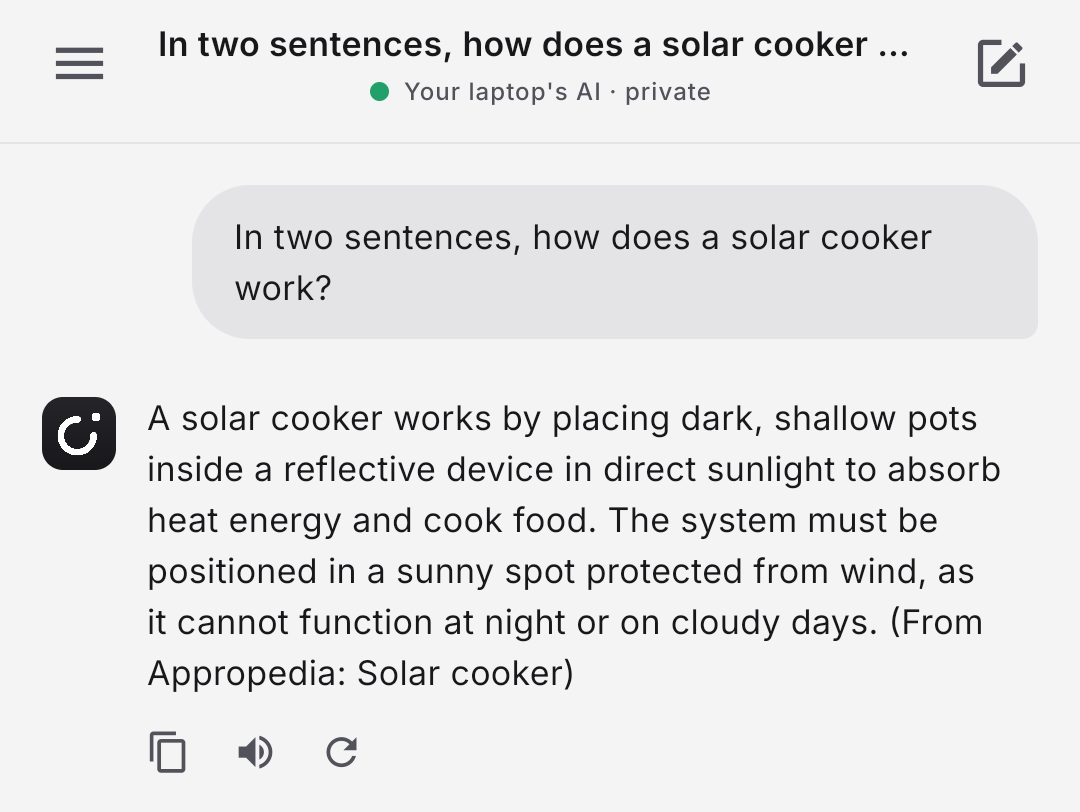 In two sentences, how does a solar cooker ...
Your laptop's AI · private
In two sentences, how does a solar cooker
work?
A solar cooker works by placing dark, shallow pots
inside a reflective device in direct sunlight to absorb
heat energy and cook food. The system must be
positioned in a sunny spot protected from wind, as
it cannot function at night or on cloudy days. (From
Appropedia: Solar cooker)